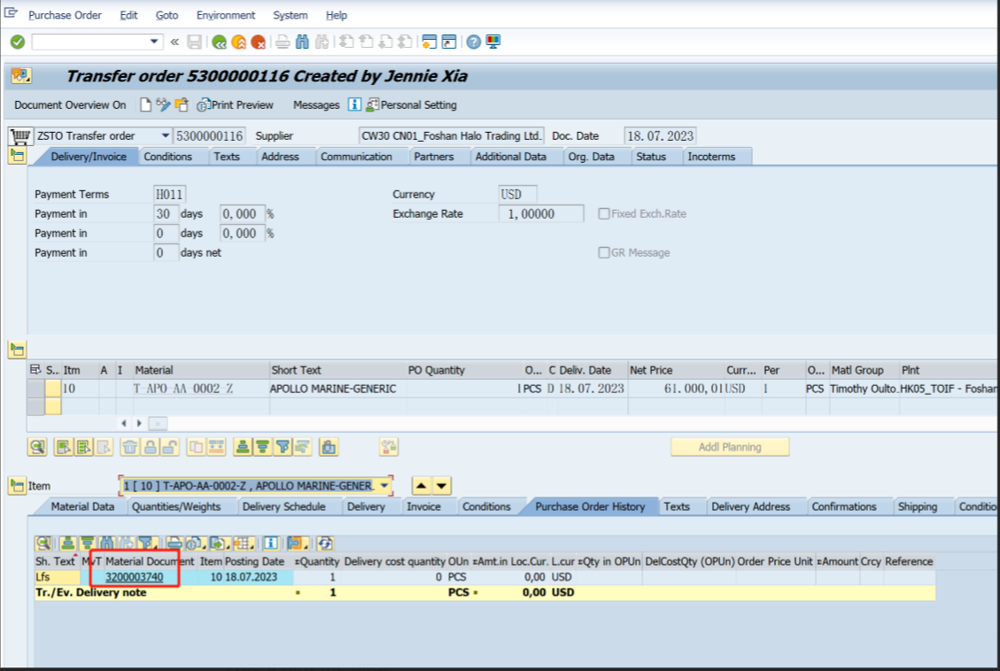 Purchase Order Edit Goto Environment System Help
Transfer order 5300000116 Created by Jennie Xia
Document Overview On Print Preview Messages Personal Setting
ZSTO Transfer order 5300000116 Supplier CW30 CN01_Foshan Halo Trading Ltd. Doc. Date 18.07.2023
Delivery/Invoice Conditions Texts Address Communication Partners Additional Data Org. Data Status Incoterms
Payment Terms H011 Currency USD
Payment in 30 days 0,000 % Exchange Rate 1,00000 Fixed Exch.Rate
Payment in 0 days 0,000 %
Payment in 0 days net GR Message
S... Itm A I Material Short Text PO Quantity O... C Deliv. Date Net Price Curr... Per O... Matl Group Plnt
10 T-APO-AA-0002-Z APOLLO MARINE-GENERIC 1 PCS D 18.07.2023 61.000,01 USD 1 PCS Timothy Oulto. HK05_TOIF - Foshan
Addl Planning
Item 1 [ 10 ] T-APO-AA-0002-Z , APOLLO MARINE-GENER
Material Data Quantities/Weights Delivery Schedule Delivery Invoice Conditions Purchase Order History Texts Delivery Address Confirmations Shipping Conditio
Sh. Text MvT Material Document Item Posting Date Quantity Delivery cost quantity OUn Amt.in Loc.Cur. L.cur Qty in OPUn DelCostQty (OPUn) Order Price Unit Amount Crcy Reference
Lfs 3200003740 10 18.07.2023 1 0 PCS 0,00 USD
Tr./Ev. Delivery note 1 PCS 0,00 USD